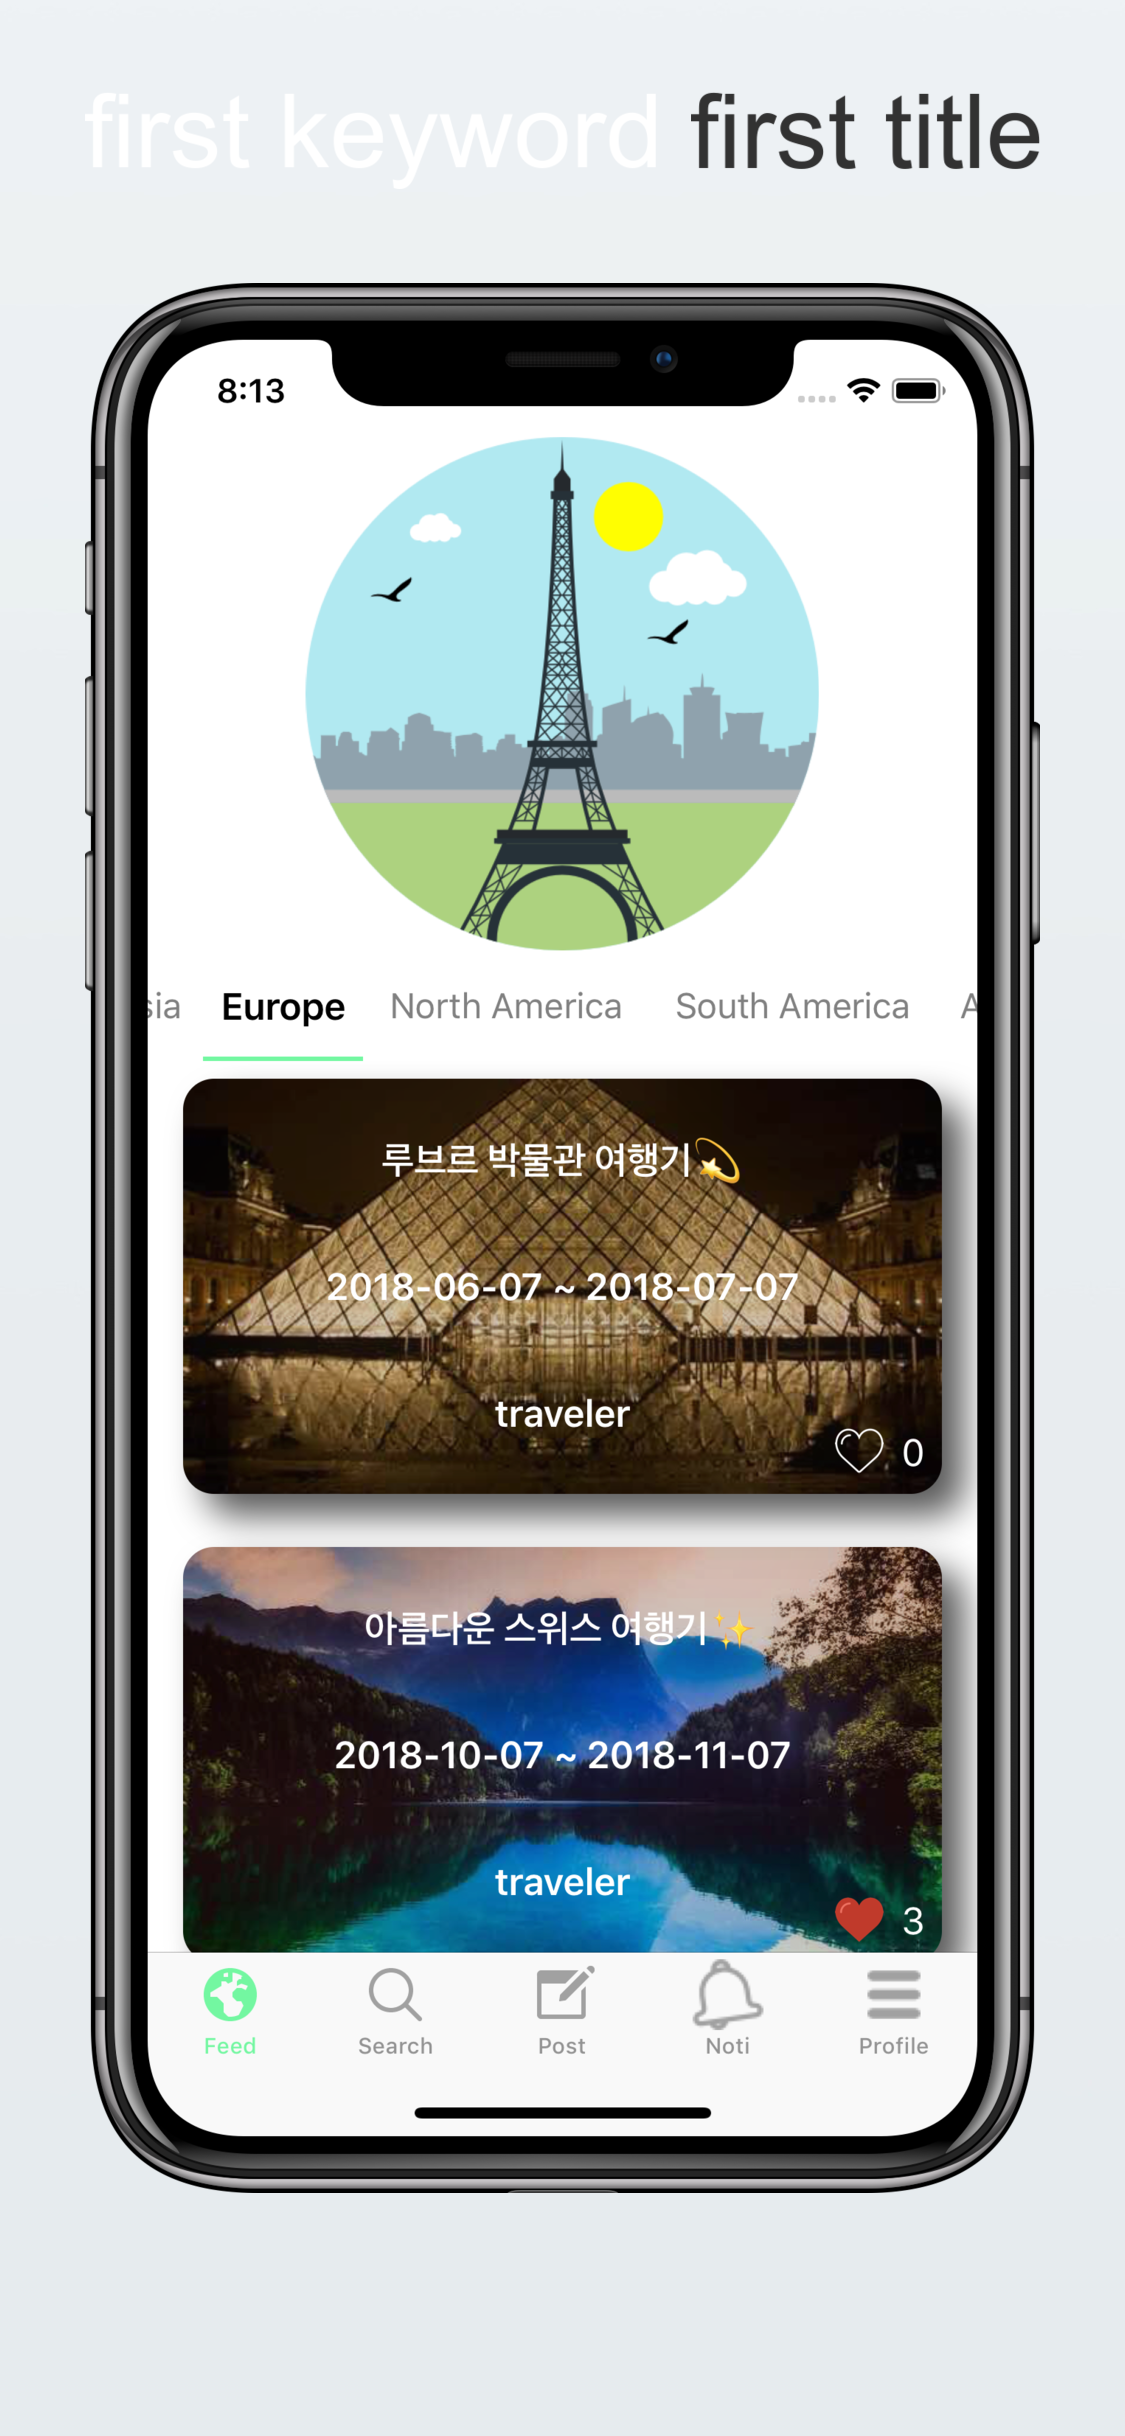 first keyword first title
8:13
sia Europe North America South America A
루브르 박물관 여행기💫
2018-06-07 ~ 2018-07-07
traveler
0
아름다운 스위스 여행기✨
2018-10-07 ~ 2018-11-07
traveler
3
Feed Search Post Noti Profile